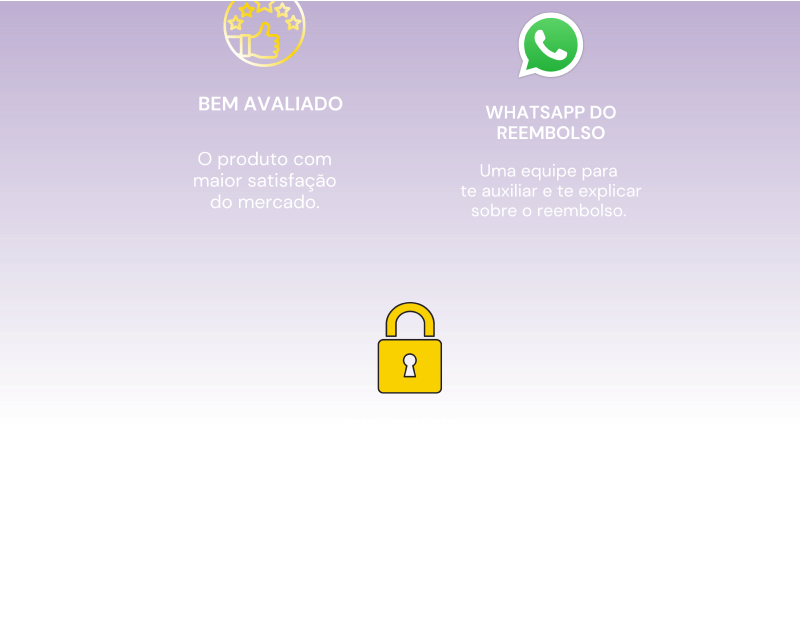 BEM AVALIADO
O produto com
maior satisfação
do mercado.
WHATSAPP DO
REEMBOLSO
Uma equipe para
te auxiliar e te explicar
sobre o reembolso.